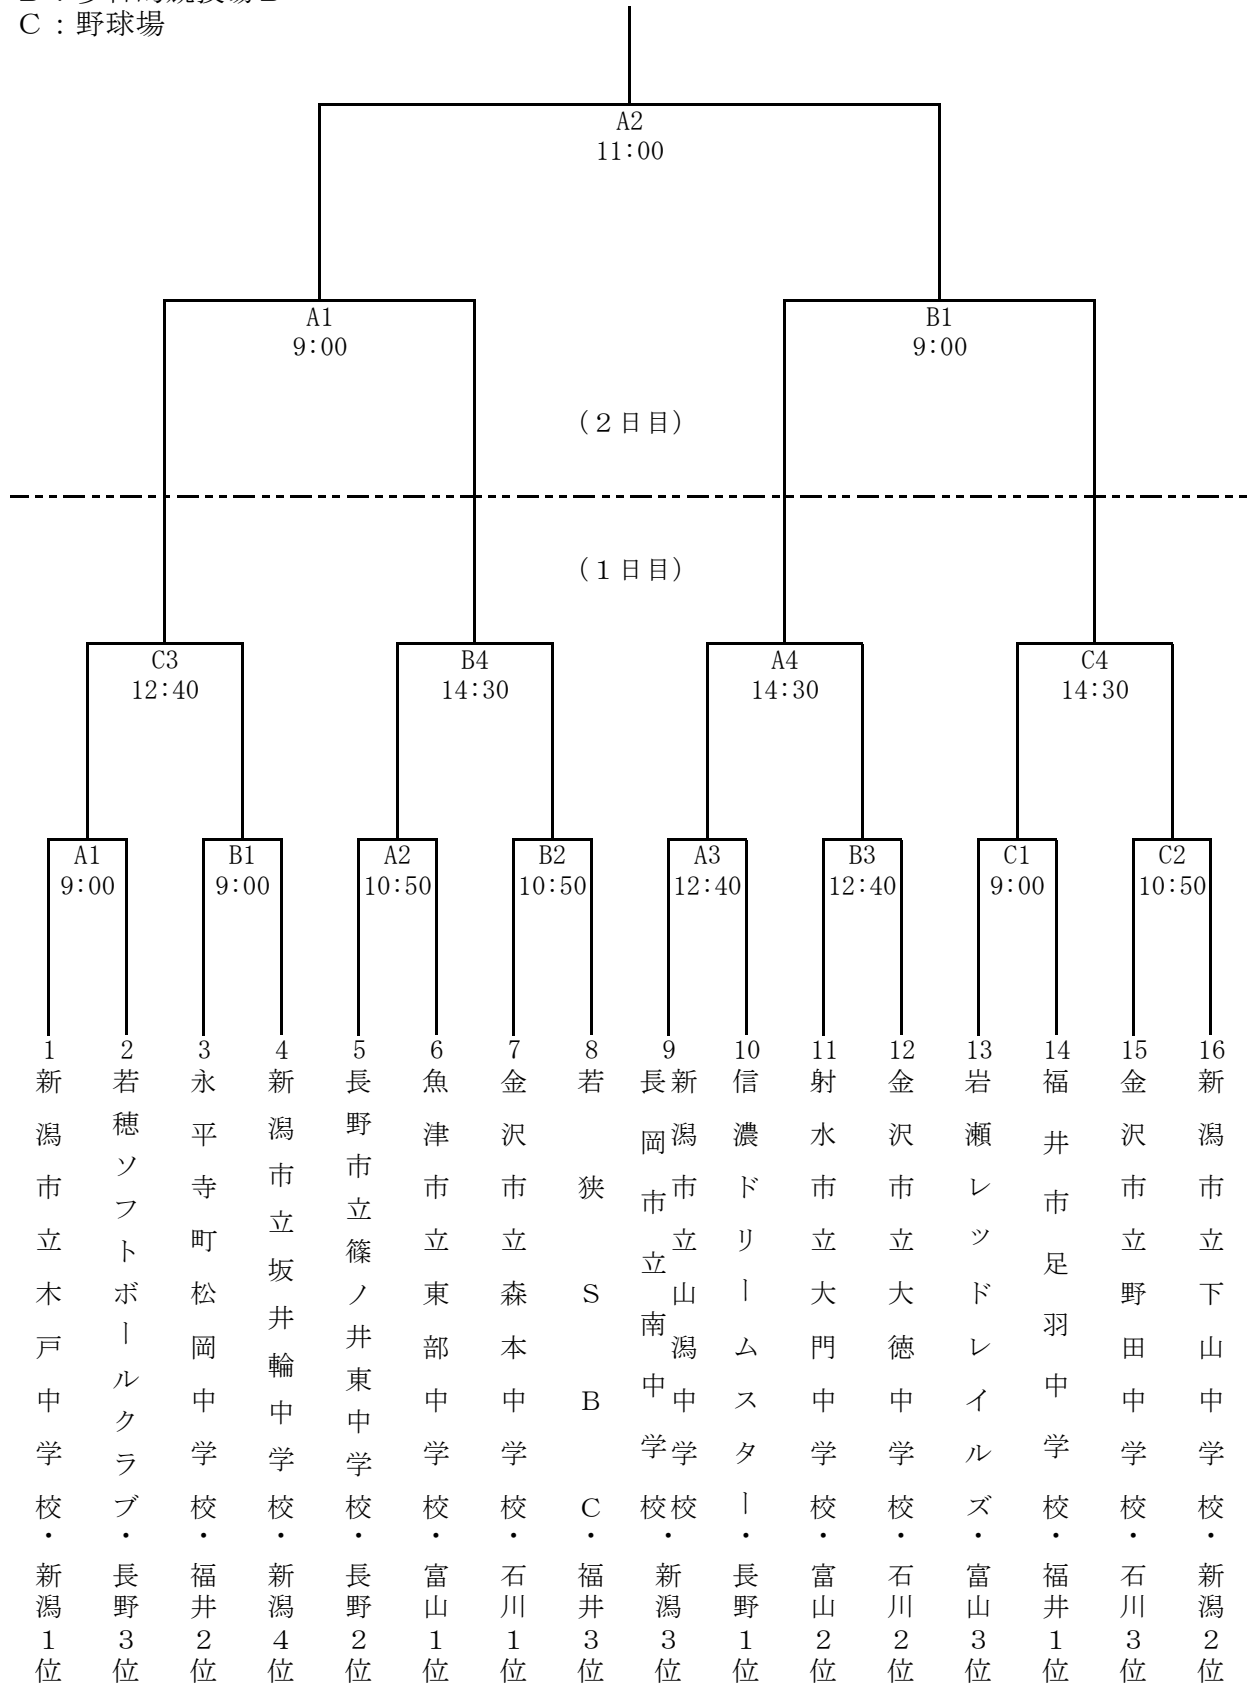 C：野球場
A2
11:00
A1
9:00
B1
9:00
（２日目）
（１日目）
C3
12:40
B4
14:30
A4
14:30
C4
14:30
A1
9:00
B1
9:00
A2
10:50
B2
10:50
A3
12:40
B3
12:40
C1
9:00
C2
10:50
1
新潟市立木戸中学校・新潟１位
2
若穂ソフトボールクラブ・長野３位
3
永平寺町松岡中学校・福井２位
4
新潟市立坂井輪中学校・新潟４位
5
長野市立篠ノ井東中学校・長野２位
6
魚津市立東部中学校・富山１位
7
金沢市立森本中学校・石川１位
8
若狭ＳＢＣ・福井３位
9
新潟市立山潟中学校
長岡市立南中学校
・新潟３位
10
信濃ドリームスター・長野１位
11
射水市立大門中学校・富山２位
12
金沢市立大徳中学校・石川２位
13
岩瀬レッドレイルズ・富山３位
14
福井市足羽中学校・福井１位
15
金沢市立野田中学校・石川３位
16
新潟市立下山中学校・新潟２位